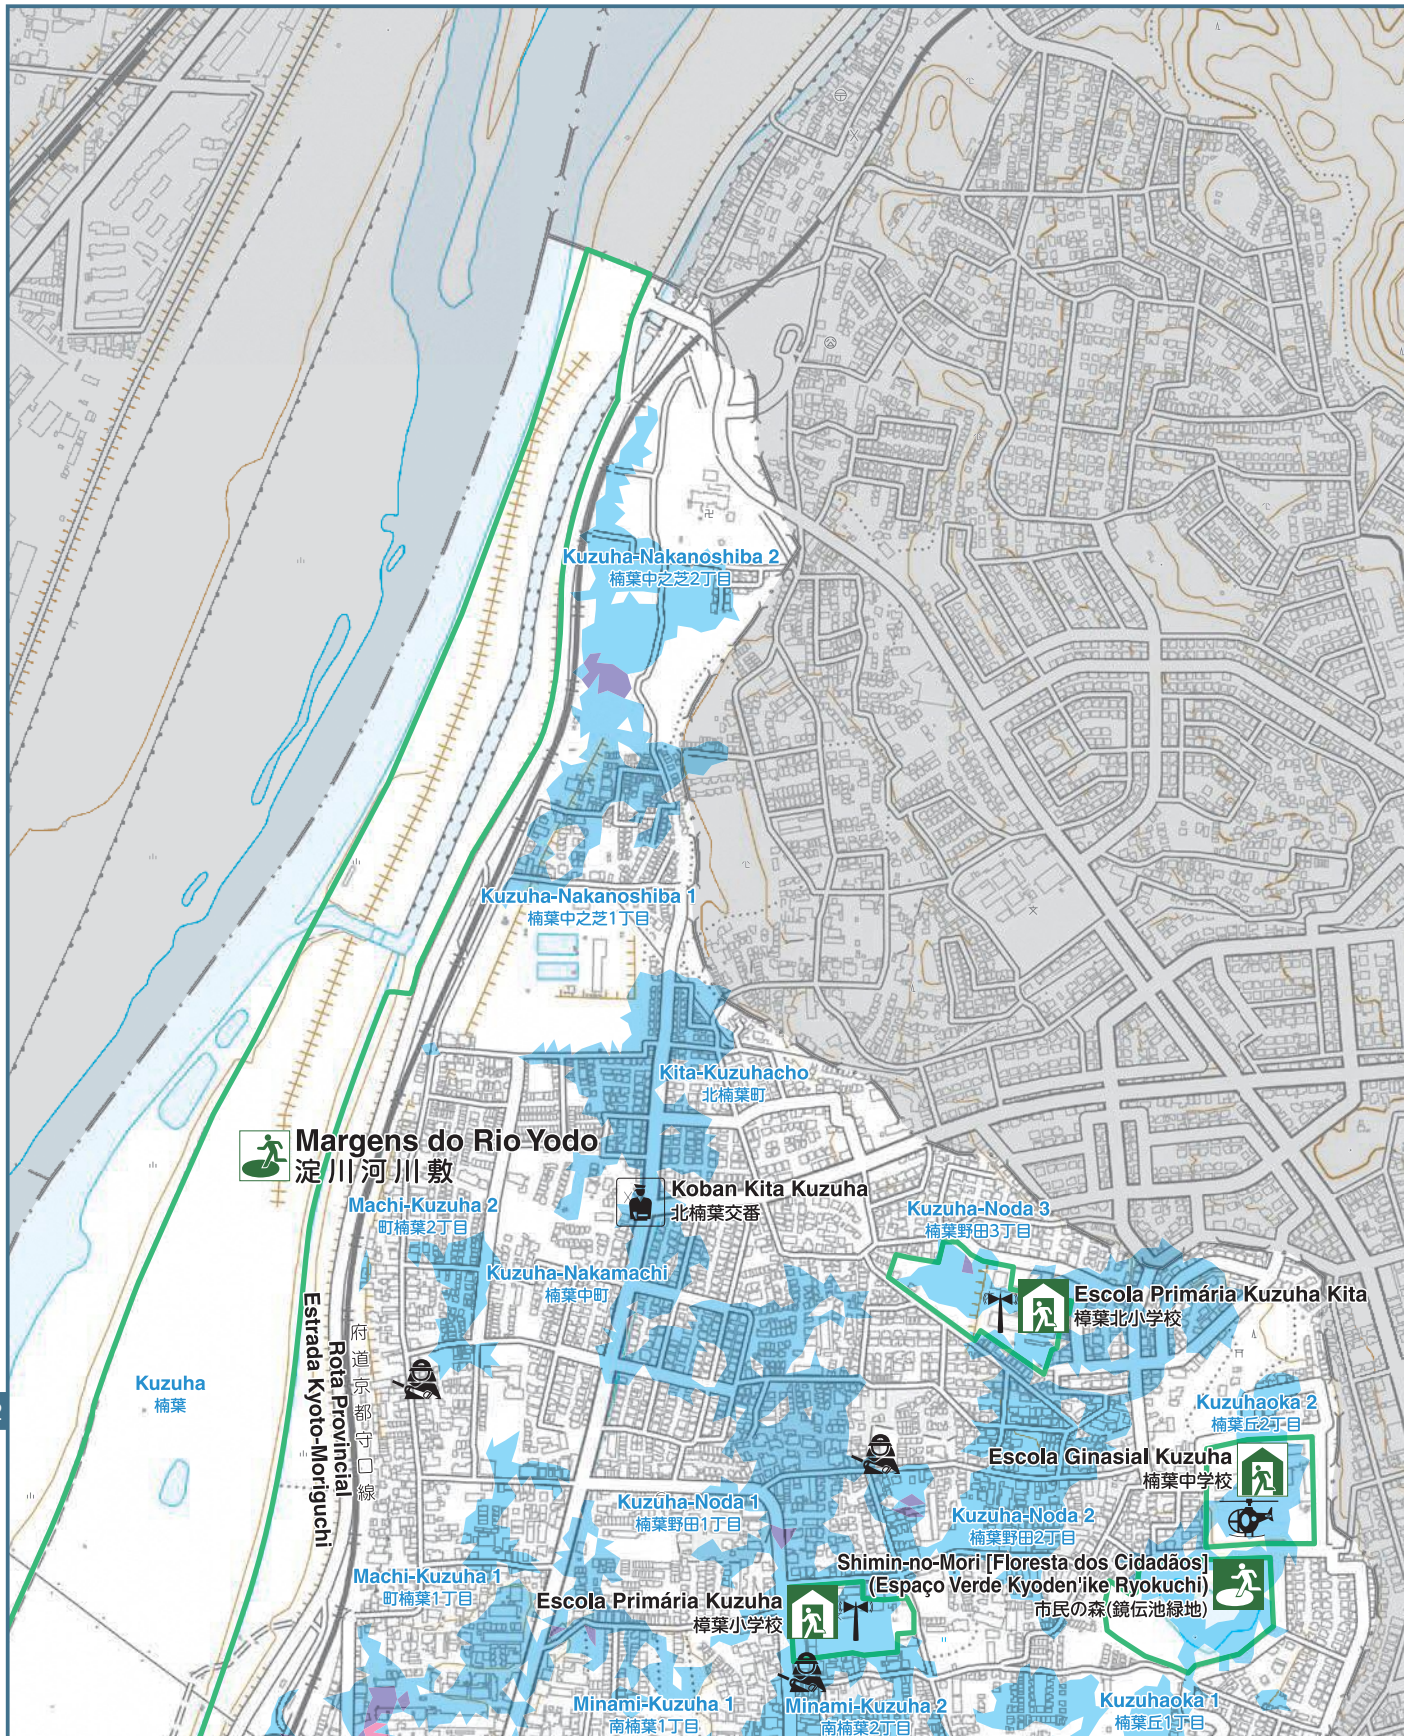 Kuzuha-Nakanoshiba 2
楠葉中之芝2丁目
Kuzuha-Nakanoshiba 1
楠葉中之芝1丁目
Kita-Kuzuhacho
北楠葉町
Margens do Rio Yodo
淀川河川敷
Koban Kita Kuzuha
北楠葉交番
Machi-Kuzuha 2
町楠葉2丁目
Kuzuha-Noda 3
楠葉野田3丁目
Kuzuha-Nakamachi
楠葉中町
Escola Primária Kuzuha Kita
樟葉北小学校
Rota Provincial
Estrada Kyoto-Moriguchi
府道京都守口線
Kuzuha
楠葉
Kuzuhaoka 2
楠葉丘2丁目
Escola Ginasial Kuzuha
楠葉中学校
Kuzuha-Noda 1
楠葉野田1丁目
Kuzuha-Noda 2
楠葉野田2丁目
Shimin-no-Mori [Floresta dos Cidadãos]
(Espaço Verde Kyoden'ike Ryokuchi)
市民の森(鏡伝池緑地)
Machi-Kuzuha 1
町楠葉1丁目
Escola Primária Kuzuha
樟葉小学校
Minami-Kuzuha 1
南楠葉1丁目
Minami-Kuzuha 2
南楠葉2丁目
Kuzuhaoka 1
楠葉丘1丁目